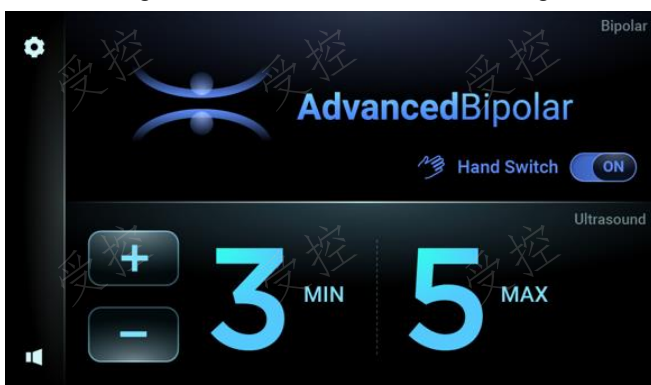 Bipolar
AdvancedBipolar
Hand Switch ON
Ultrasound
+
3 MIN 5 MAX
−
受控
受控
受控
受控
受控
受控